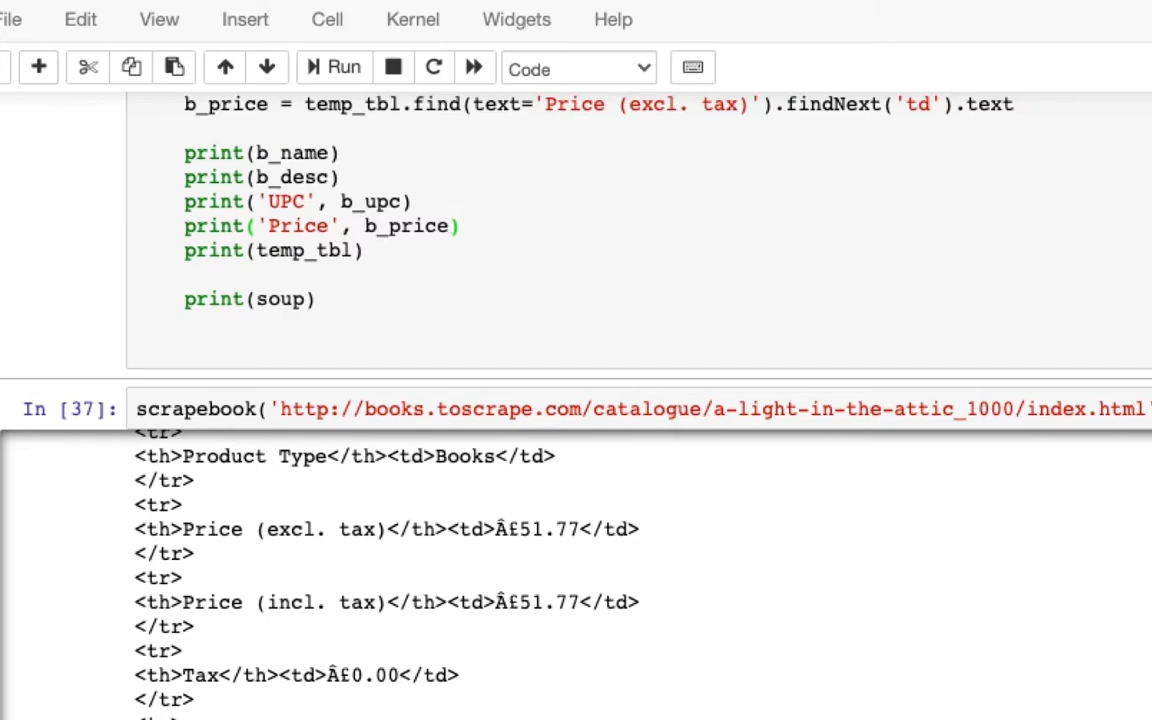 File Edit View Insert Cell Kernel Widgets Help
Run Code
b_price = temp_tbl.find(text='Price (excl. tax)').findNext('td').text
print(b_name)
print(b_desc)
print('UPC', b_upc)
print('Price', b_price)
print(temp_tbl)
print(soup)
In [37]: scrapebook('http://books.toscrape.com/catalogue/a-light-in-the-attic_1000/index.html'
<tr>
<th>Product Type</th><td>Books</td>
</tr>
<tr>
<th>Price (excl. tax)</th><td>Â£51.77</td>
</tr>
<tr>
<th>Price (incl. tax)</th><td>Â£51.77</td>
</tr>
<tr>
<th>Tax</th><td>Â£0.00</td>
</tr>